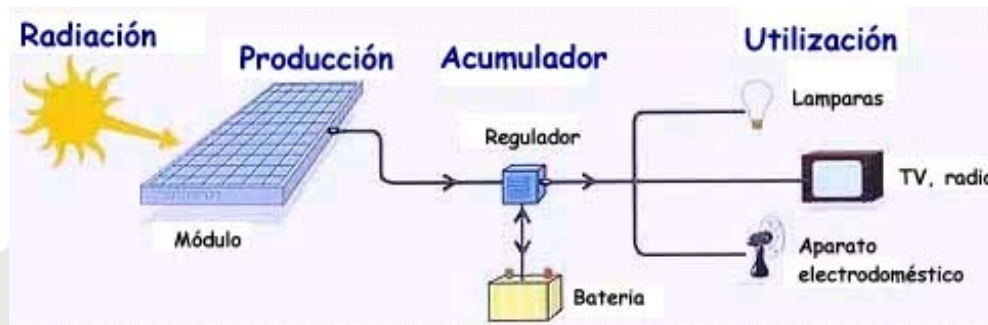 Radiación
Producción
Acumulador
Utilización
Regulador
Lamparas
TV, radio
Módulo
Bateria
Aparato
electrodoméstico